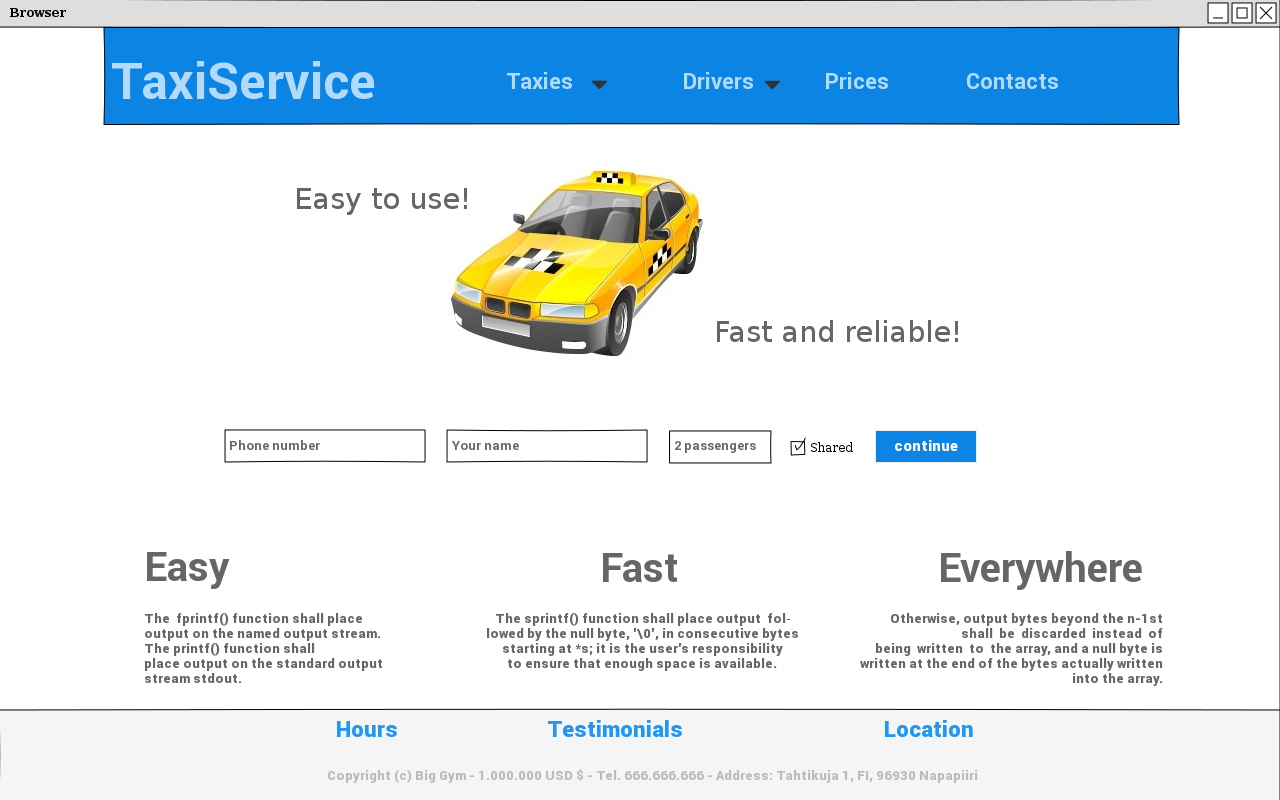 Browser
TaxiService
Taxies
Drivers
Prices
Contacts
Easy to use!
Fast and reliable!
Phone number
Your name
2 passengers
Shared
continue
Easy
The  fprintf() function shall place
output on the named output stream.
The printf() function shall
place output on the standard output
stream stdout.
Fast
The sprintf() function shall place output  fol-
lowed by the null byte, '\0', in consecutive bytes
starting at *s; it is the user's responsibility
to ensure that enough space is available.
Everywhere
Otherwise, output bytes beyond the n-1st
shall  be  discarded  instead  of
being  written  to  the array, and a null byte is
written at the end of the bytes actually written
into the array.
Hours
Testimonials
Location
Copyright (c) Big Gym - 1.000.000 USD $ - Tel. 666.666.666 - Address: Tahtikuja 1, FI, 96930 Napapiiri